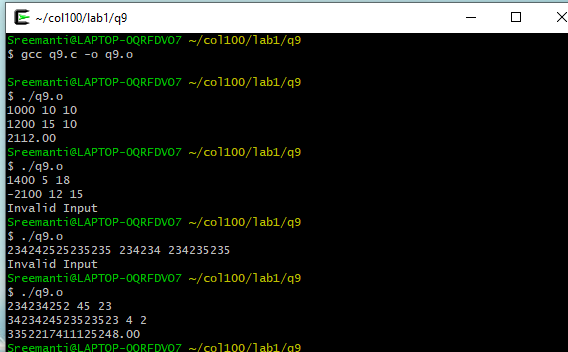 ~/col100/lab1/q9
Sreemanti@LAPTOP-OQRFDVO7 ~/col100/lab1/q9
$ gcc q9.c -o q9.o
Sreemanti@LAPTOP-OQRFDVO7 ~/col100/lab1/q9
$ ./q9.o
1000 10 10
1200 15 10
2112.00
Sreemanti@LAPTOP-OQRFDVO7 ~/col100/lab1/q9
$ ./q9.o
1400 5 18
-2100 12 15
Invalid Input
Sreemanti@LAPTOP-OQRFDVO7 ~/col100/lab1/q9
$ ./q9.o
234242525235235 234234 234235235
Invalid Input
Sreemanti@LAPTOP-OQRFDVO7 ~/col100/lab1/q9
$ ./q9.o
234234252 45 23
3423424523523523 4 2
3352217411125248.00
Sreemanti@LAPTOP-OQRFDVO7 ~/col100/lab1/q9